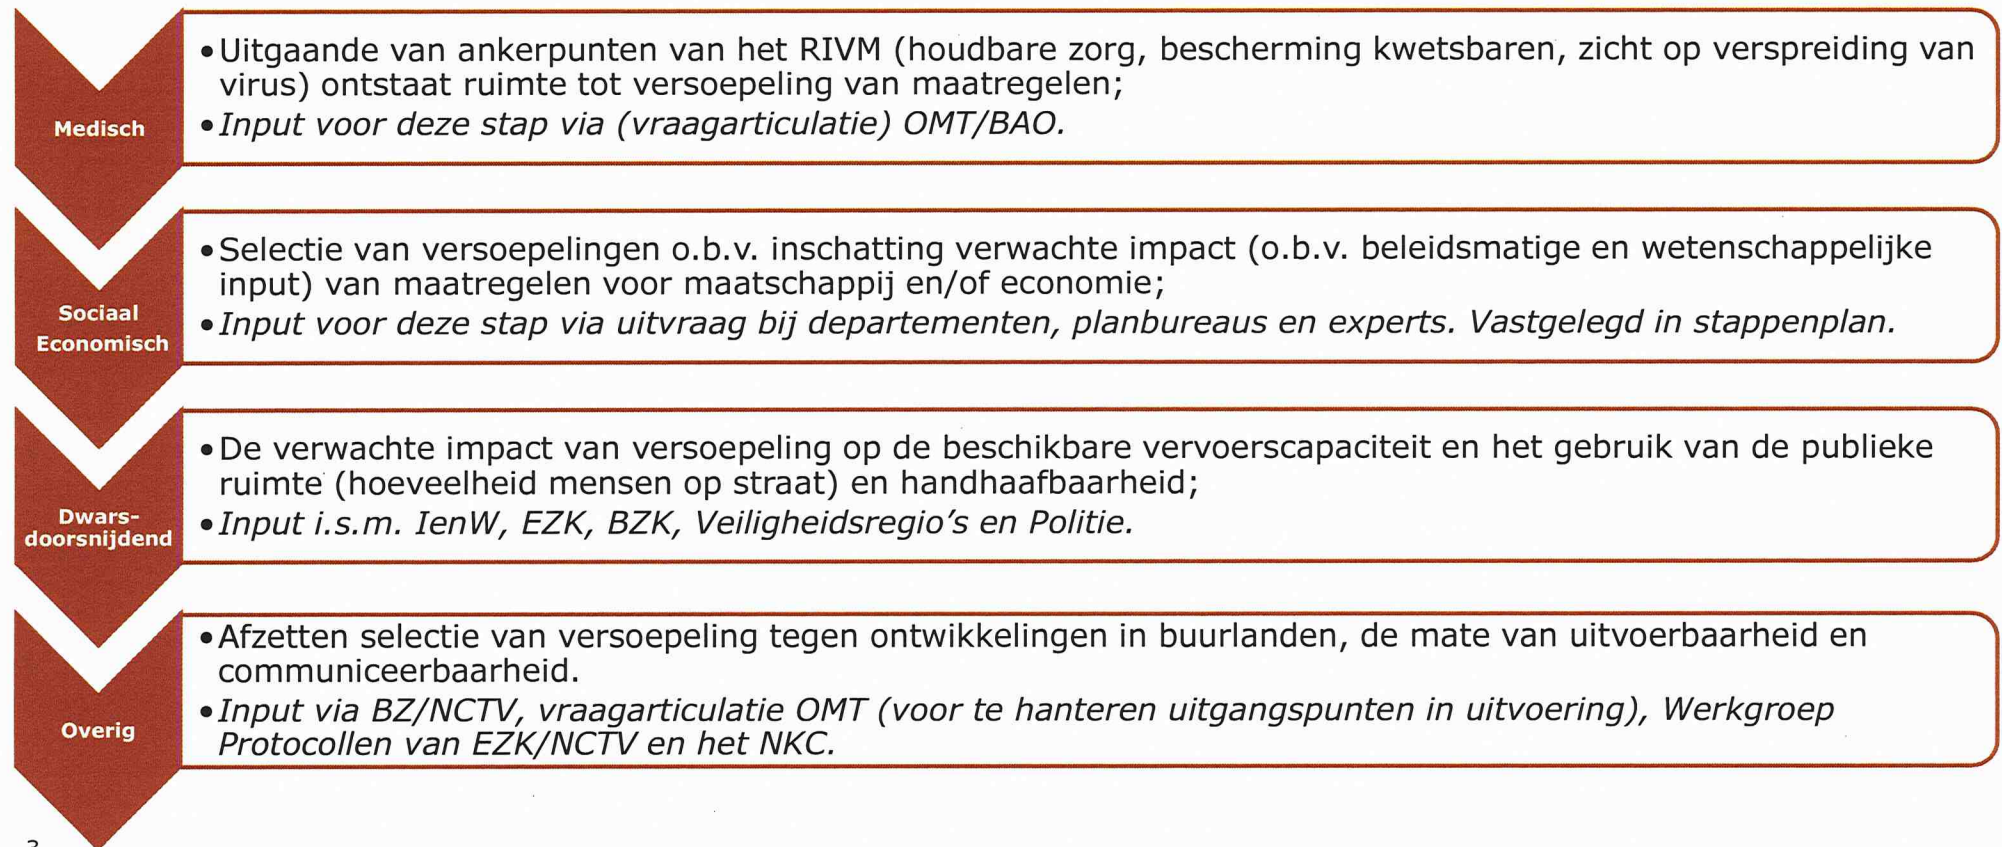 Medisch
• Uitgaande van ankerpunten van het RIVM (houdbare zorg, bescherming kwetsbaren, zicht op verspreiding van
virus) ontstaat ruimte tot versoepeling van maatregelen;
• Input voor deze stap via (vraagarticulatie) OMT/BAO.
Sociaal
Economisch
• Selectie van versoepelingen o.b.v. inschatting verwachte impact (o.b.v. beleidsmatige en wetenschappelijke
input) van maatregelen voor maatschappij en/of economie;
• Input voor deze stap via uitvraag bij departementen, planbureaus en experts. Vastgelegd in stappenplan.
Dwars-
doorsnijdend
• De verwachte impact van versoepeling op de beschikbare vervoerscapaciteit en het gebruik van de publieke
ruimte (hoeveelheid mensen op straat) en handhaafbaarheid;
• Input i.s.m. IenW, EZK, BZK, Veiligheidsregio’s en Politie.
Overig
• Afzetten selectie van versoepeling tegen ontwikkelingen in buurlanden, de mate van uitvoerbaarheid en
communiceerbaarheid.
• Input via BZ/NCTV, vraagarticulatie OMT (voor te hanteren uitgangspunten in uitvoering), Werkgroep
Protocollen van EZK/NCTV en het NKC.